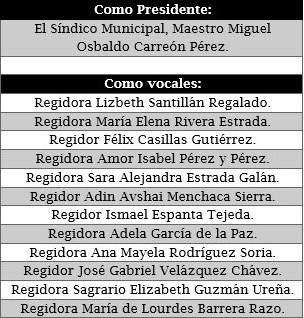 Como Presidente:
El Síndico Municipal, Maestro Miguel
Osbaldo Carreón Pérez.
Como vocales:
Regidora Lizbeth Santillán Regalado.
Regidora María Elena Rivera Estrada.
Regidor Félix Casillas Gutiérrez.
Regidora Amor Isabel Pérez y Pérez.
Regidora Sara Alejandra Estrada Galán.
Regidor Adin Avshai Menchaca Sierra.
Regidor Ismael Espanta Tejeda.
Regidora Adela García de la Paz.
Regidora Ana Mayela Rodríguez Soria.
Regidor José Gabriel Velázquez Chávez.
Regidora Sagrario Elizabeth Guzmán Ureña.
Regidora María de Lourdes Barrera Razo.